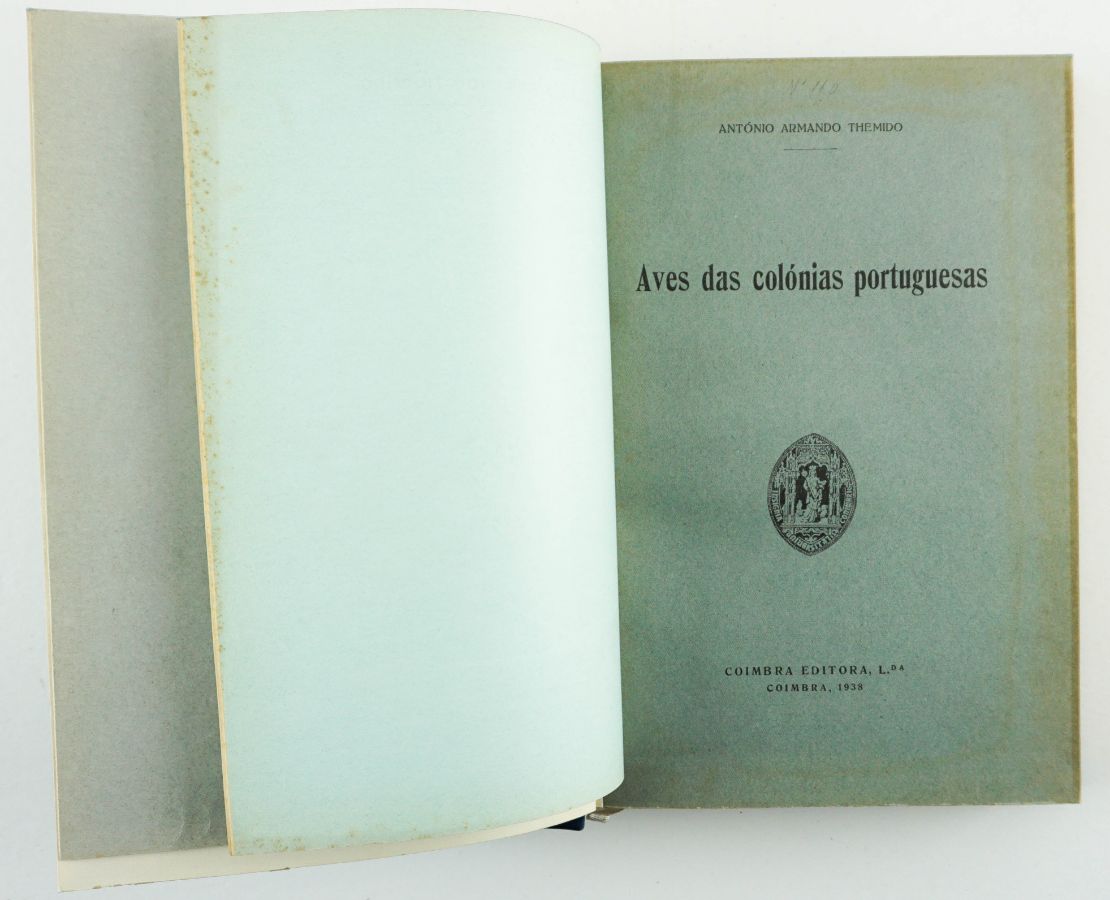 ANTÓNIO ARMANDO THEMIDO
Aves das colónias portuguesas
COIMBRA EDITORA, L.ᴰᴬ
COIMBRA, 1938